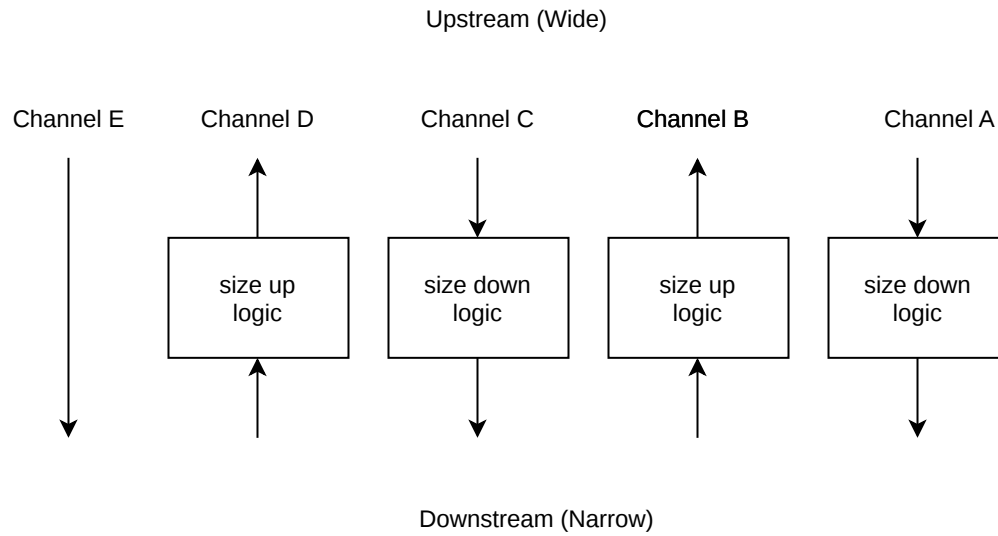 Upstream (Wide)
Channel E
Channel D
Channel C
Channel B
Channel A
size up
logic
size down
logic
size up
logic
size down
logic
Downstream (Narrow)